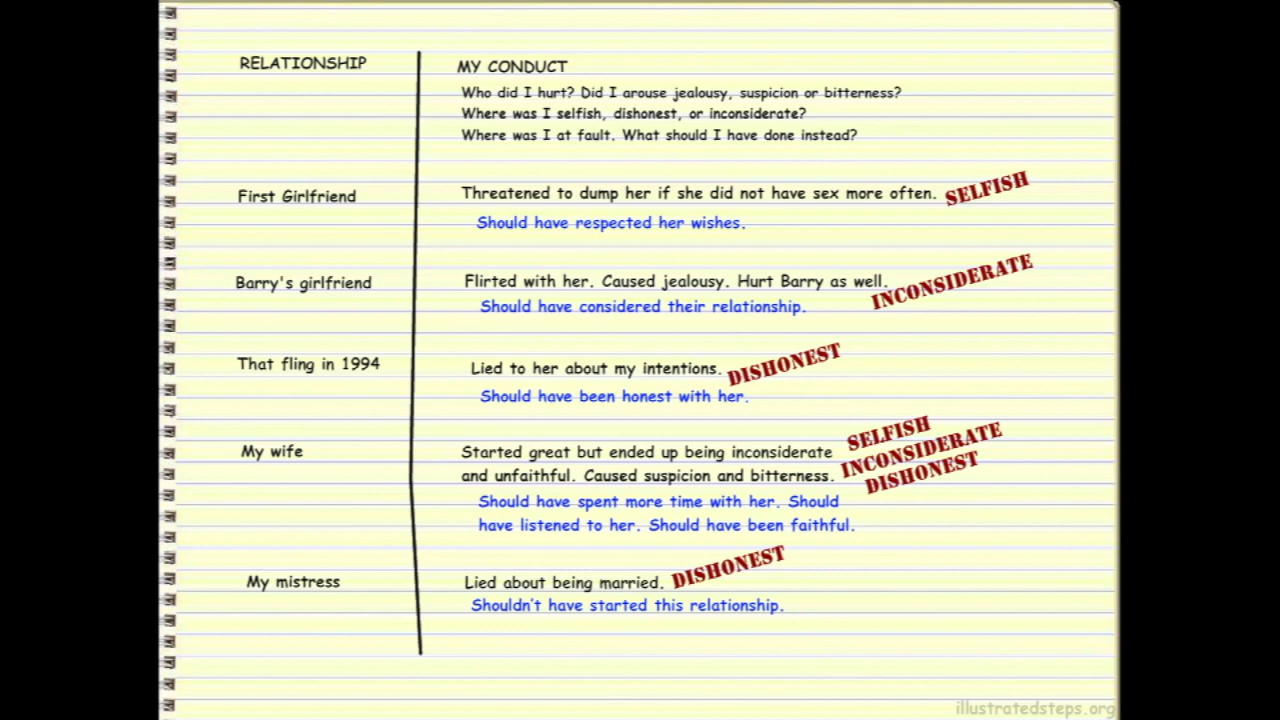 RELATIONSHIP
MY CONDUCT
Who did I hurt? Did I arouse jealousy, suspicion or bitterness?
Where was I selfish, dishonest, or inconsiderate?
Where was I at fault. What should I have done instead?
First Girlfriend
Threatened to dump her if she did not have sex more often.
SELFISH
Should have respected her wishes.
Barry's girlfriend
Flirted with her. Caused jealousy. Hurt Barry as well.
INCONSIDERATE
Should have considered their relationship.
That fling in 1994
Lied to her about my intentions.
DISHONEST
Should have been honest with her.
My wife
Started great but ended up being inconsiderate
and unfaithful. Caused suspicion and bitterness.
SELFISH
INCONSIDERATE
DISHONEST
Should have spent more time with her. Should
have listened to her. Should have been faithful.
My mistress
Lied about being married.
DISHONEST
Shouldn't have started this relationship.
illustratedsteps.org